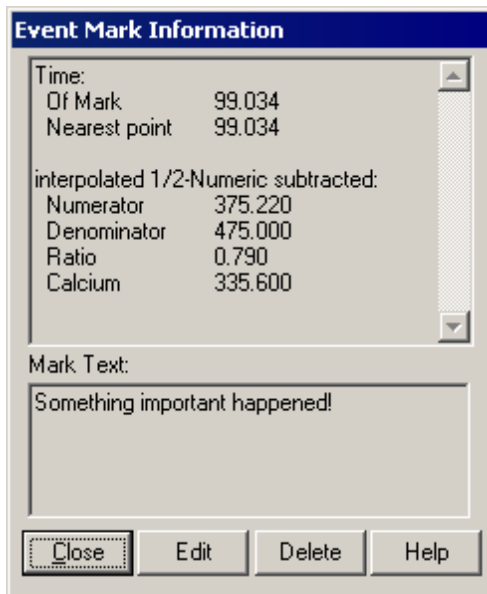 Event Mark Information
Time:
Of Mark 99.034
Nearest point 99.034
interpolated 1/2-Numeric subtracted:
Numerator 375.220
Denominator 475.000
Ratio 0.790
Calcium 335.600
Mark Text:
Something important happened!
Close Edit Delete Help